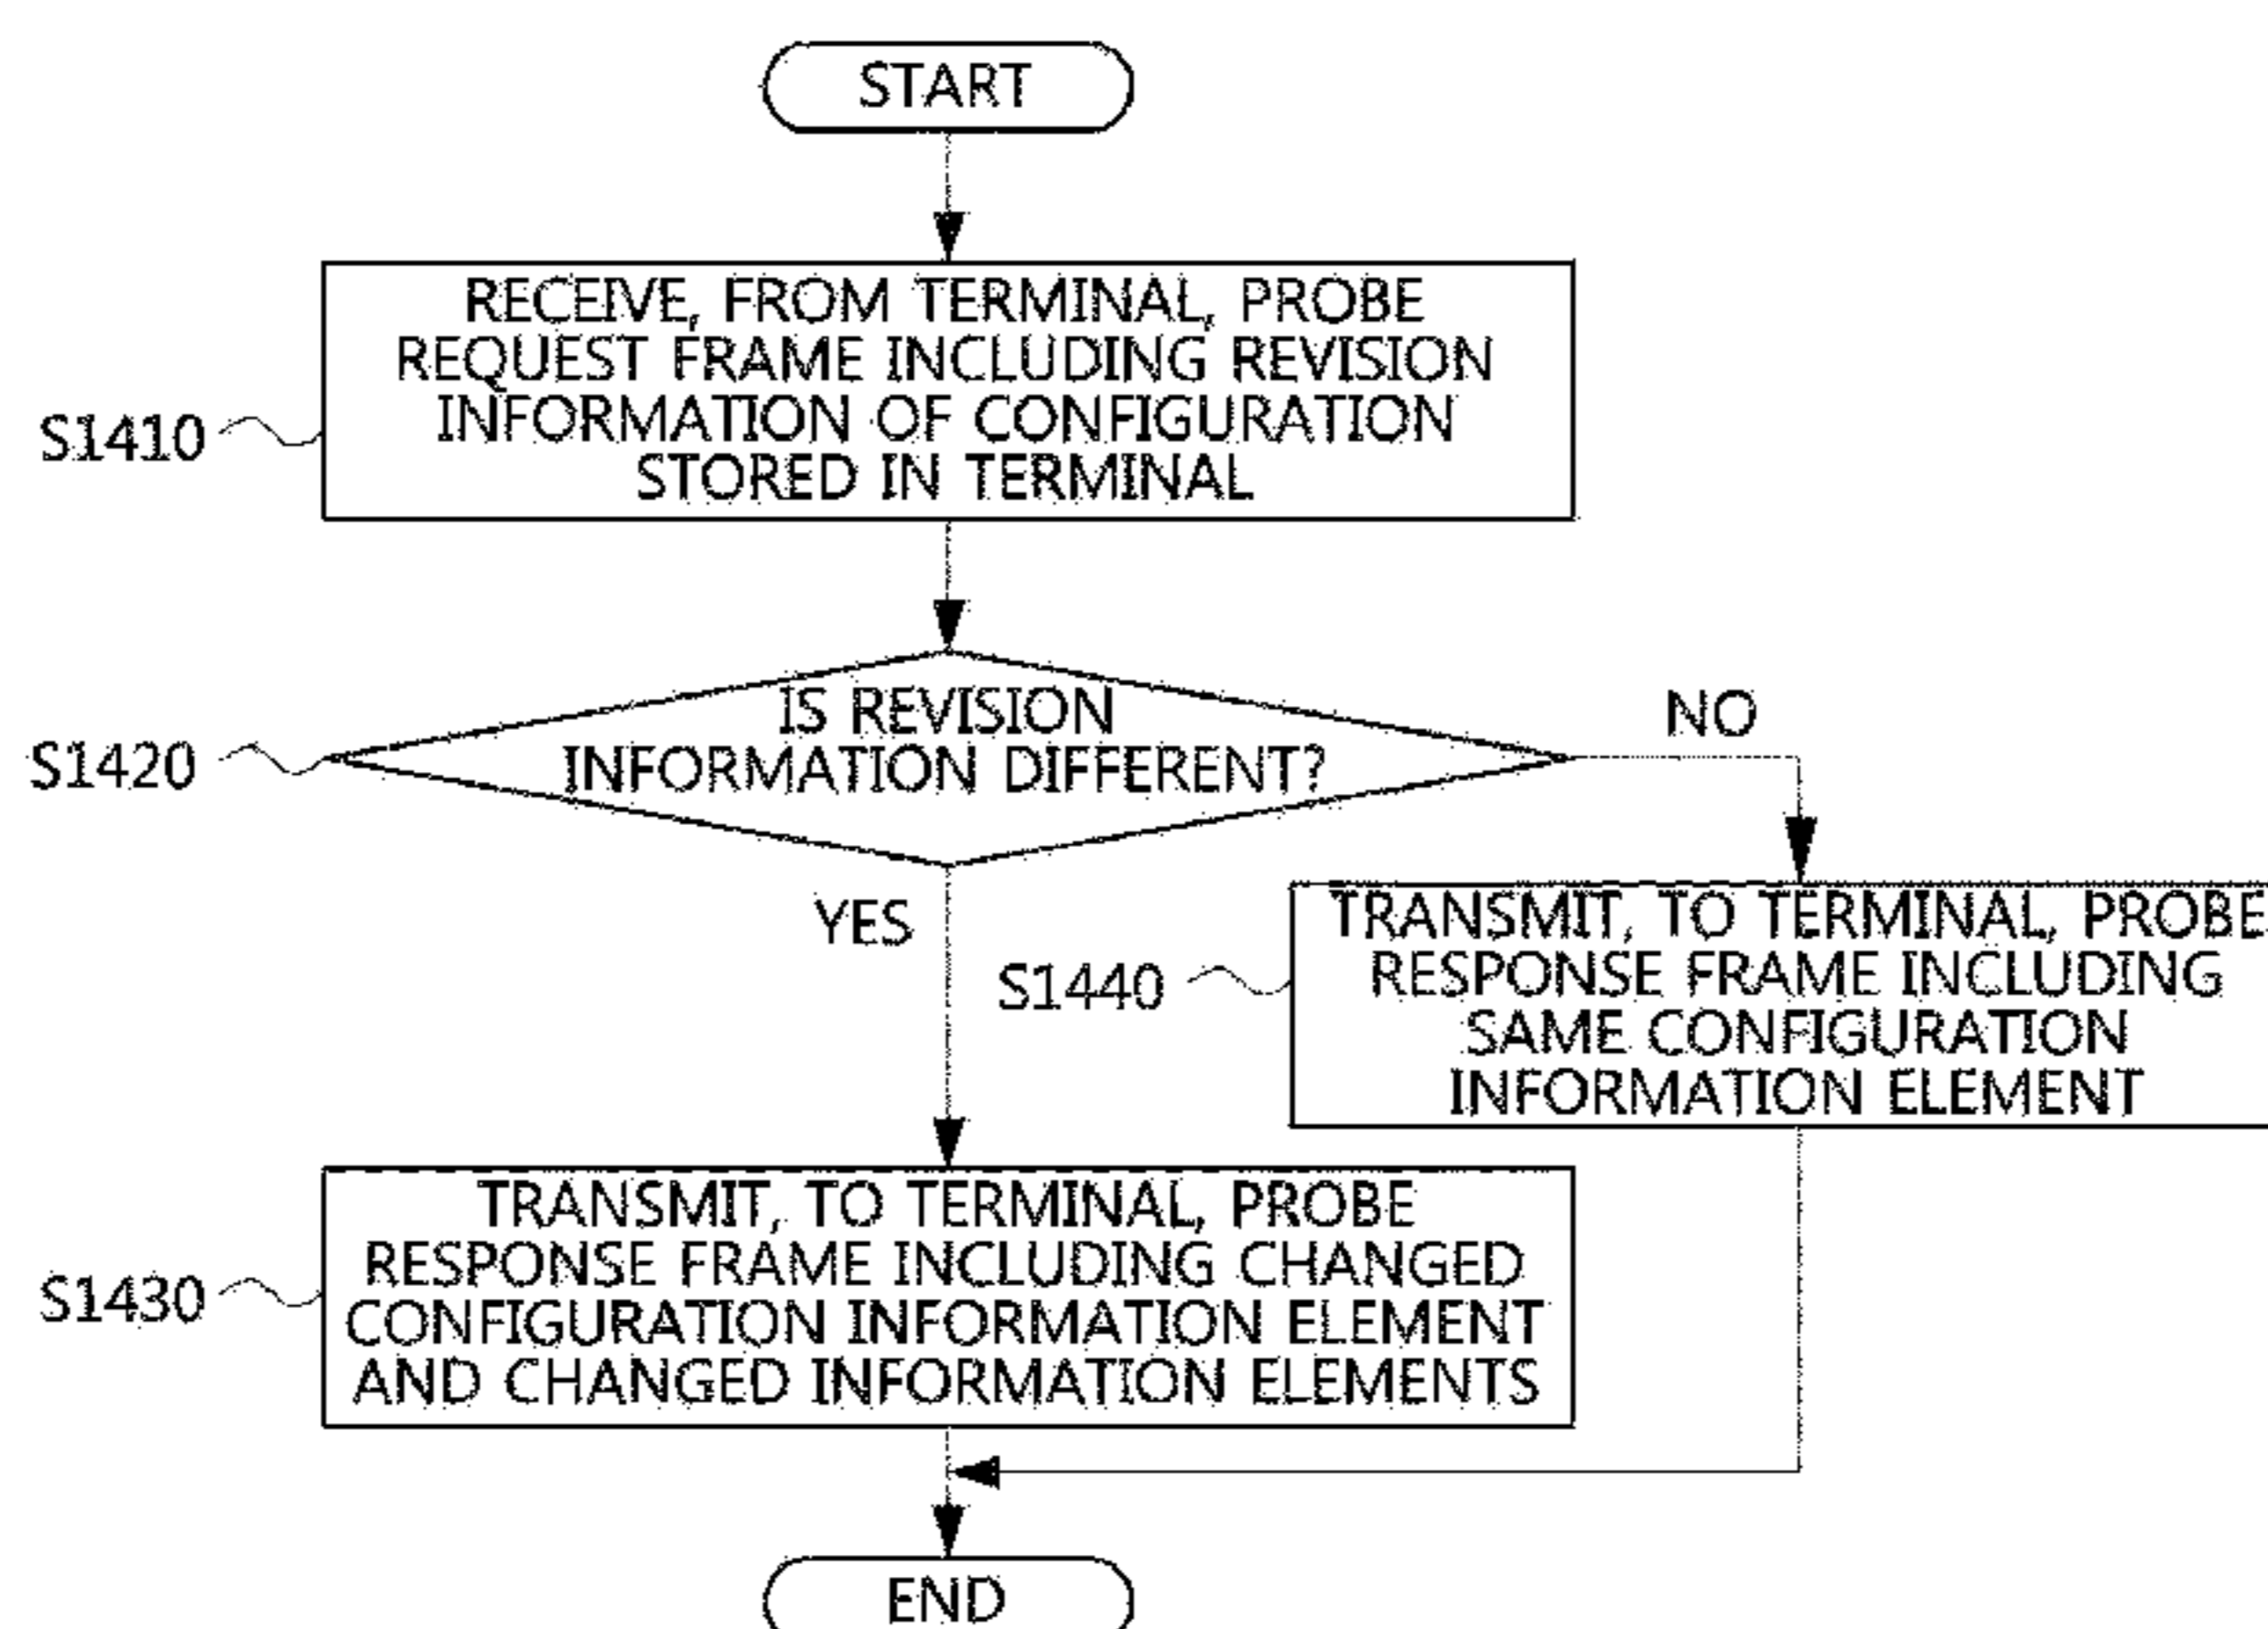 START
RECEIVE, FROM TERMINAL, PROBE
REQUEST FRAME INCLUDING REVISION
INFORMATION OF CONFIGURATION
STORED IN TERMINAL
S1410
IS REVISION
INFORMATION DIFFERENT?
S1420
NO
YES
TRANSMIT, TO TERMINAL, PROBE
RESPONSE FRAME INCLUDING
SAME CONFIGURATION
INFORMATION ELEMENT
S1440
TRANSMIT, TO TERMINAL, PROBE
RESPONSE FRAME INCLUDING CHANGED
CONFIGURATION INFORMATION ELEMENT
AND CHANGED INFORMATION ELEMENTS
S1430
END